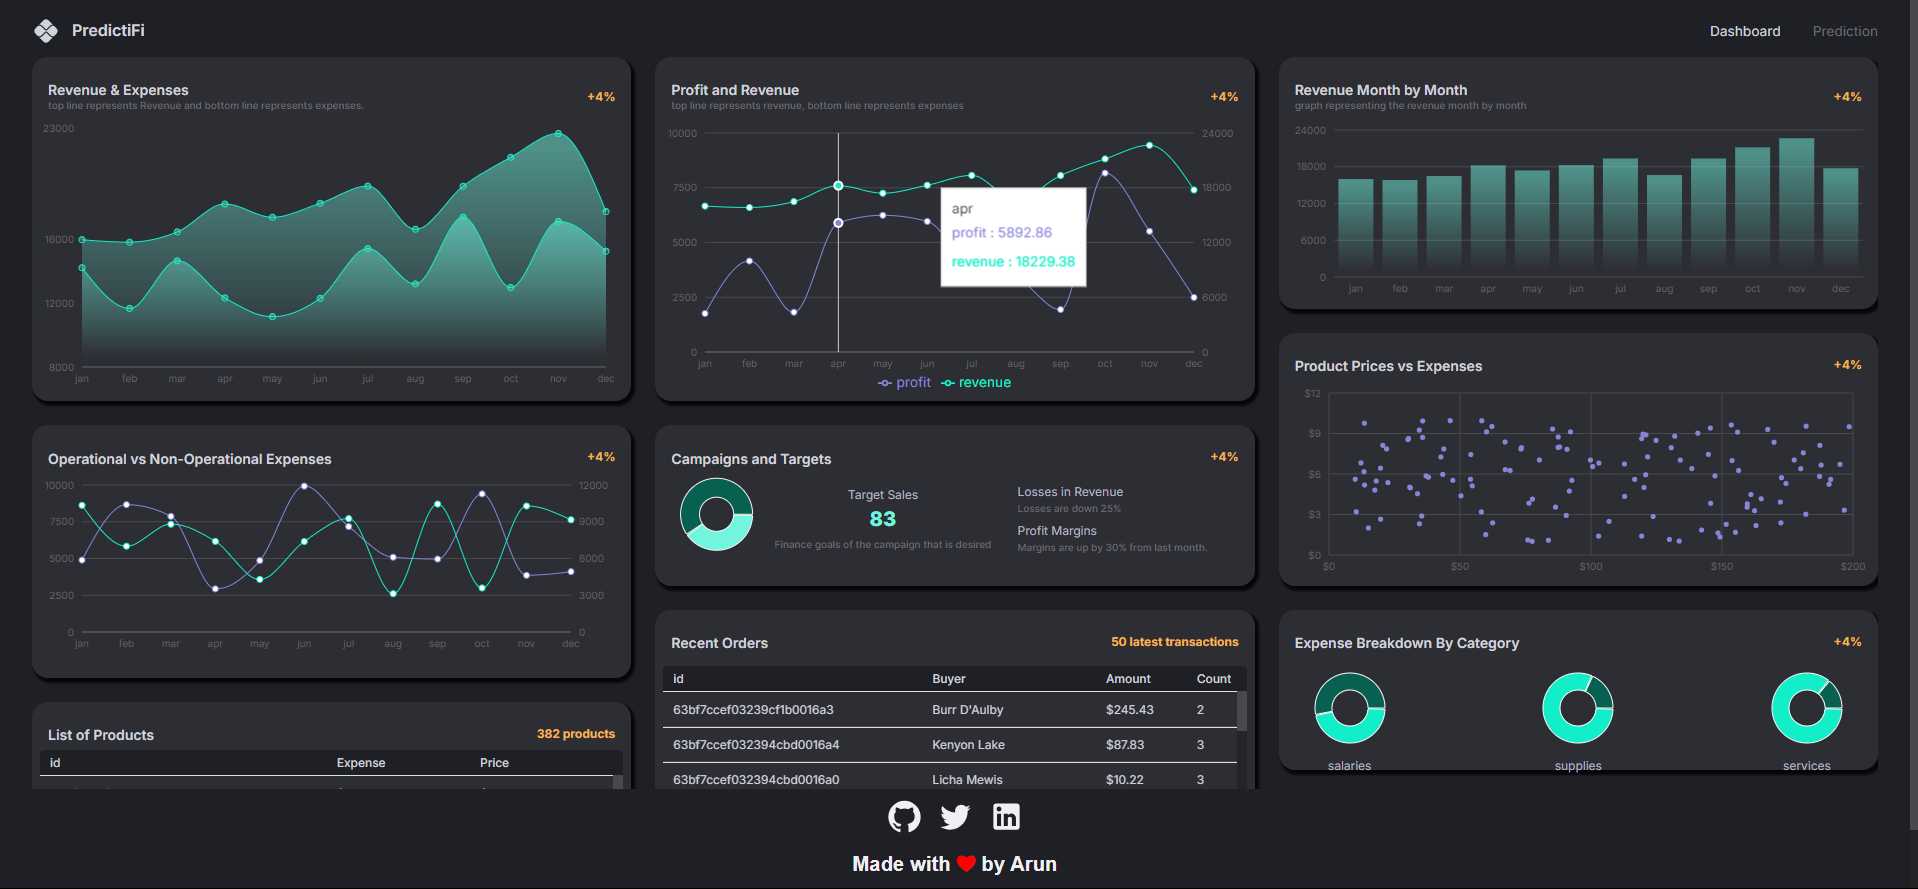 PredictiFi
Dashboard
Prediction
Revenue & Expenses
top line represents Revenue and bottom line represents expenses.
+4%
23000
16000
12000
8000
jan feb mar apr may jun jul aug sep oct nov dec
Profit and Revenue
top line represents revenue, bottom line represents expenses
+4%
10000 24000
7500 18000
5000 12000
2500 6000
0 0
jan feb mar apr may jun jul aug sep oct nov dec
apr
profit : 5892.86
revenue : 18229.38
profit revenue
Revenue Month by Month
graph representing the revenue month by month
+4%
24000
18000
12000
6000
0
jan feb mar apr may jun jul aug sep oct nov dec
Operational vs Non-Operational Expenses
+4%
10000 12000
7500 9000
5000 6000
2500 3000
0 0
jan feb mar apr may jun jul aug sep oct nov dec
Campaigns and Targets
+4%
Target Sales
83
Finance goals of the campaign that is desired
Losses in Revenue
Losses are down 25%
Profit Margins
Margins are up by 30% from last month.
Product Prices vs Expenses
+4%
$12
$9
$6
$3
$0
$0 $50 $100 $150 $200
List of Products
382 products
id Expense Price
Recent Orders
50 latest transactions
id Buyer Amount Count
63bf7ccef03239cf1b0016a3 Burr D'Aulby $245.43 2
63bf7ccef032394cbd0016a4 Kenyon Lake $87.83 3
63bf7ccef032394cbd0016a0 Licha Mewis $10.22 3
Expense Breakdown By Category
+4%
salaries supplies services
in
Made with ❤ by Arun